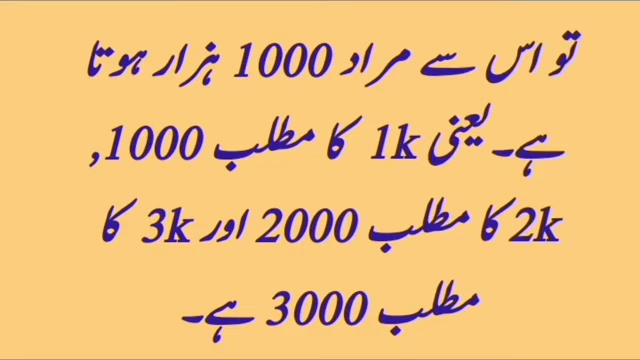 تو اس سے مراد 1000 ہزار ہوتا
ہے۔ یعنی 1k کا مطلب 1000,
2k کا مطلب 2000 اور 3k کا
مطلب 3000 ہے۔